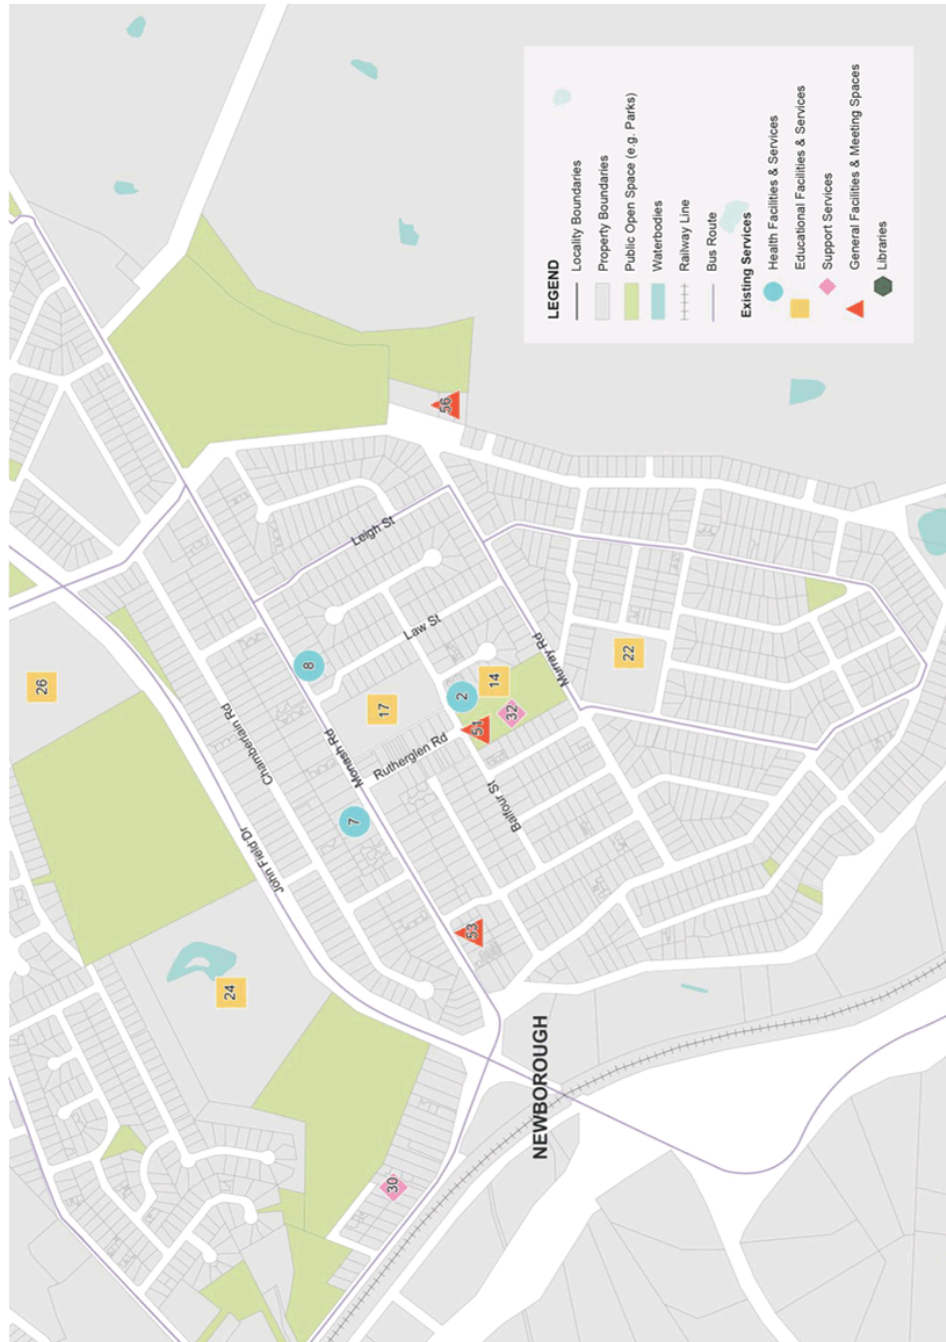 LEGEND
Locality Boundaries
Property Boundaries
Public Open Space (e.g. Parks)
Waterbodies
Railway Line
Bus Route
Existing Services
Health Facilities & Services
Educational Facilities & Services
Support Services
General Facilities & Meeting Spaces
Libraries
NEWBOROUGH
John Field Dr
Chamberlain Rd
Monash Rd
Rutherglen Rd
Balfour St
Law St
Leigh St
Murray Rd
30
24
53
7
51
32
2
14
17
8
26
22
56